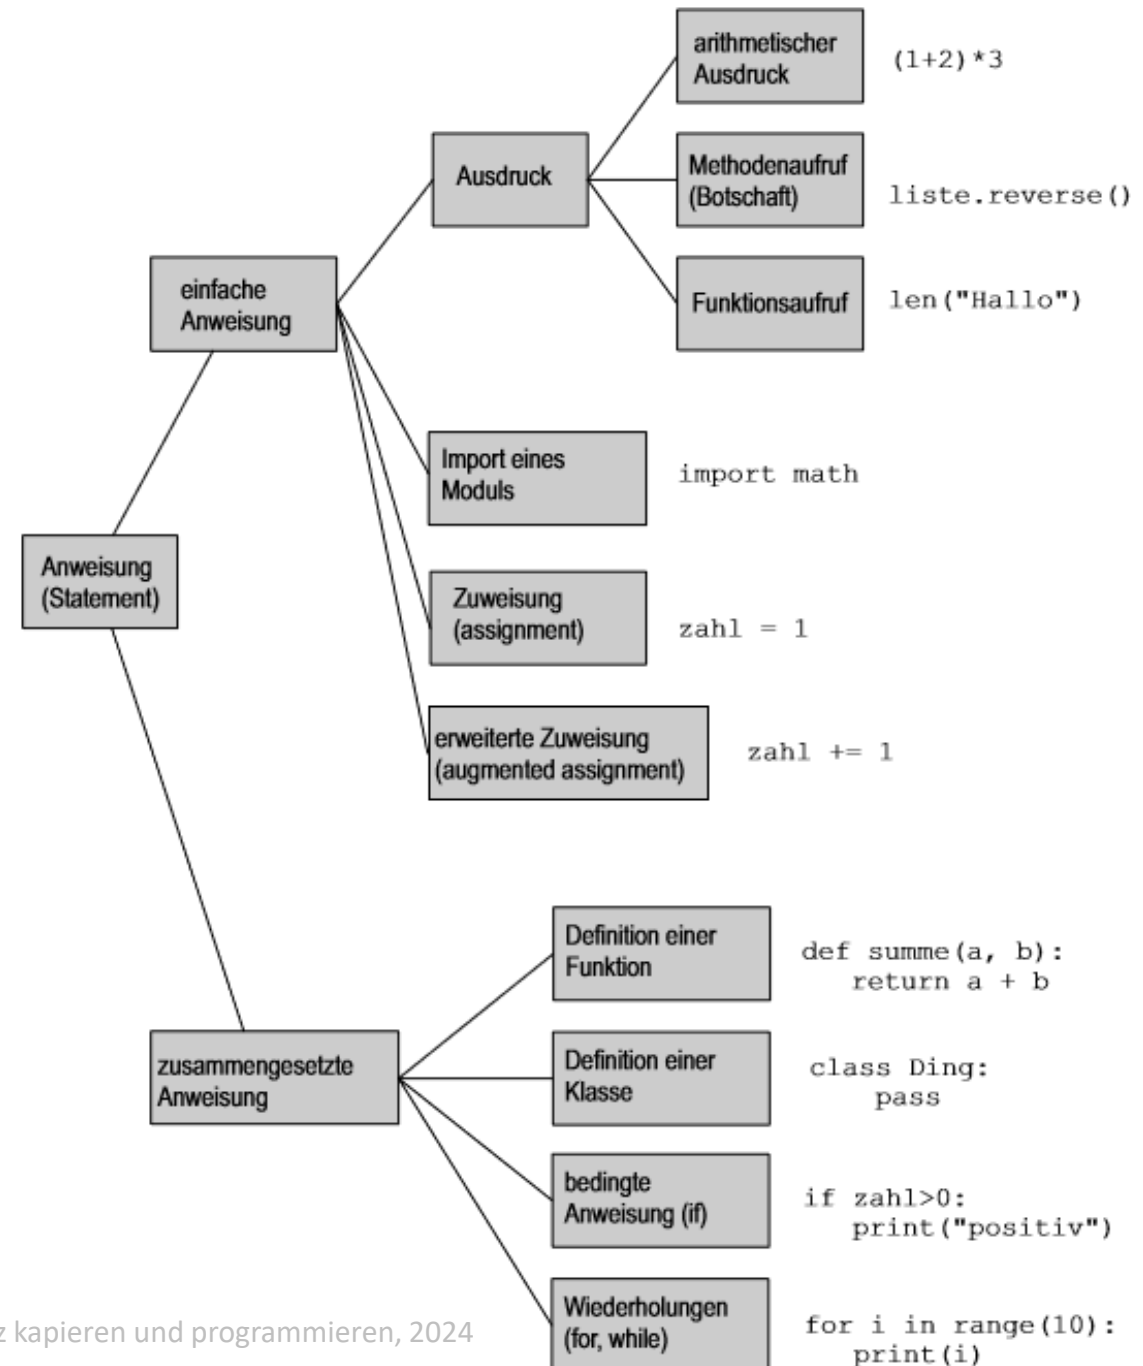 arithmetischer
Ausdruck
(1+2)*3
Ausdruck
Methodenaufruf
(Botschaft)
liste.reverse()
einfache
Anweisung
Funktionsaufruf
len("Hallo")
Import eines
Moduls
import math
Anweisung
(Statement)
Zuweisung
(assignment)
zahl = 1
erweiterte Zuweisung
(augmented assignment)
zahl += 1
Definition einer
Funktion
def summe(a, b):
return a + b
zusammengesetzte
Anweisung
Definition einer
Klasse
class Ding:
pass
bedingte
Anweisung (if)
if zahl>0:
print("positiv")
Wiederholungen
(for, while)
for i in range(10):
print(i)
kapieren und programmieren, 2024